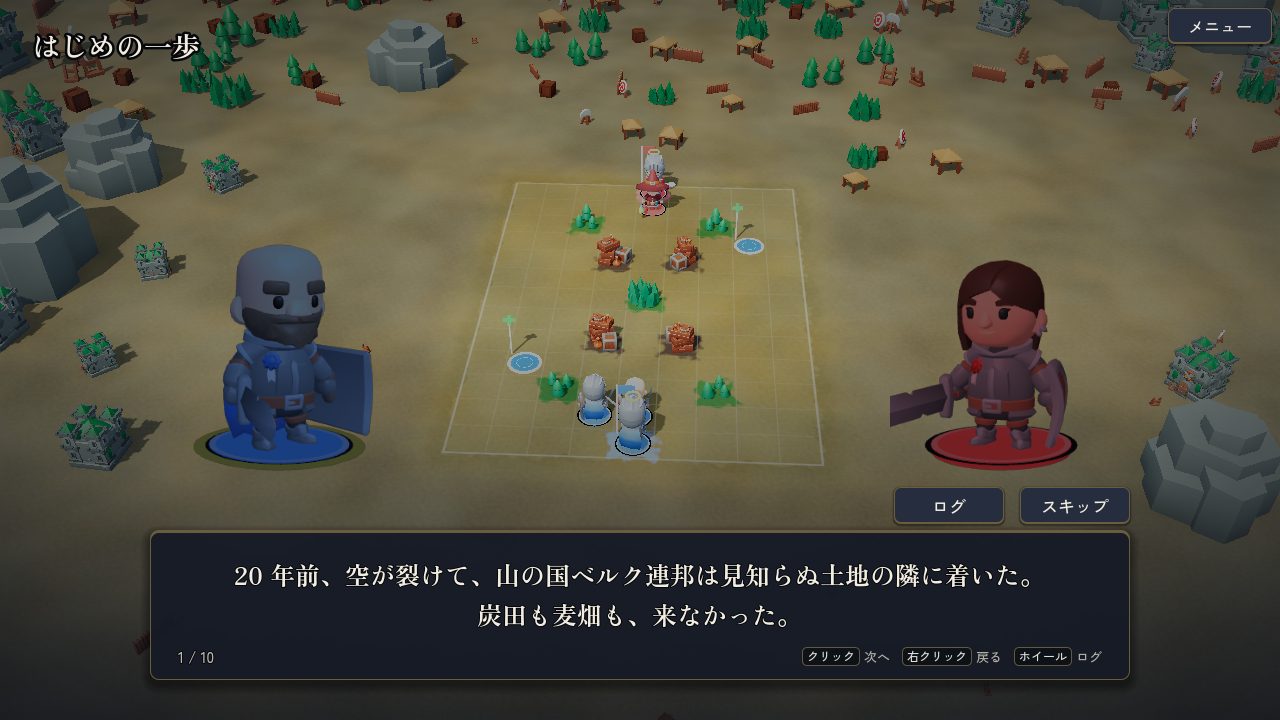 はじめの一歩
メニュー
ログ
スキップ
20 年前、空が裂けて、山の国ベルク連邦は見知らぬ土地の隣に着いた。
炭田も麦畑も、来なかった。
1 / 10
クリック 次へ 右クリック 戻る ホイール ログ